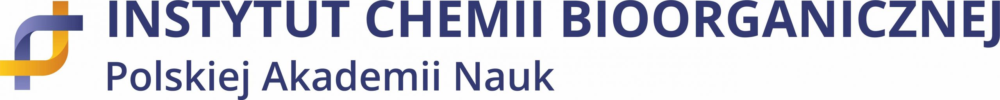 INSTYTUT CHEMII BIOORGANICZNEJ
Polskiej Akademii Nauk